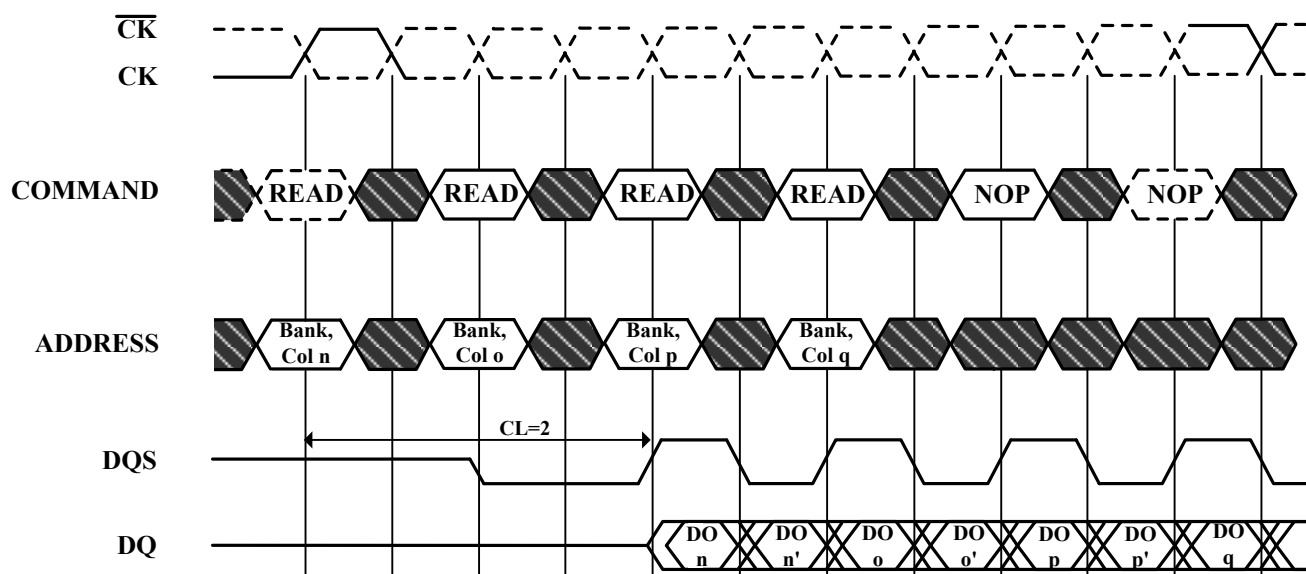 CK
CK
COMMAND
READ
READ
READ
READ
NOP
NOP
ADDRESS
Bank,
Col n
Bank,
Col o
Bank,
Col p
Bank,
Col q
CL=2
DQS
DQ
DO
n
DO
n'
DO
o
DO
o'
DO
p
DO
p'
DO
q